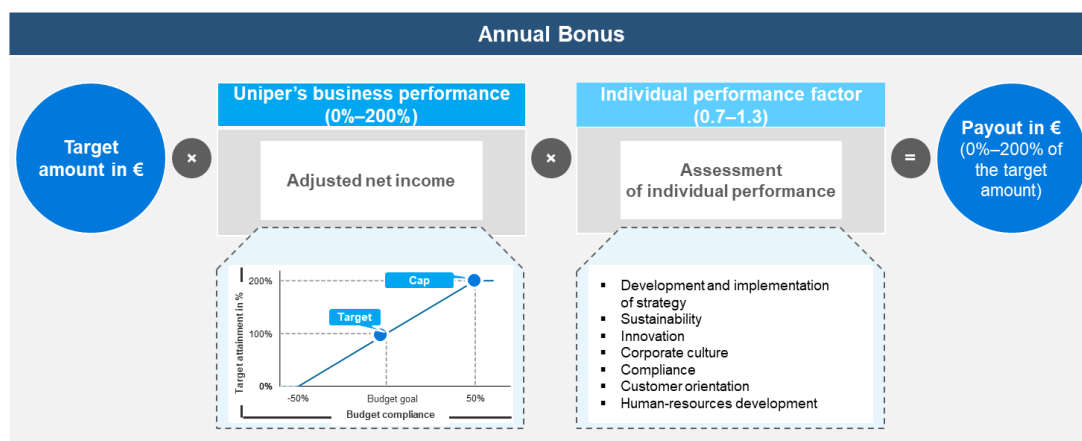 Annual Bonus
Target
amount in €
×
Uniper’s business performance
(0%–200%)
Adjusted net income
×
Individual performance factor
(0.7–1.3)
Assessment
of individual performance
=
Payout in €
(0%–200% of
the target
amount)
Target attainment in %
200%
100%
0%
Cap
Target
-50%
Budget goal
50%
Budget compliance
▪ Development and implementation
of strategy
▪ Sustainability
▪ Innovation
▪ Corporate culture
▪ Compliance
▪ Customer orientation
▪ Human-resources development